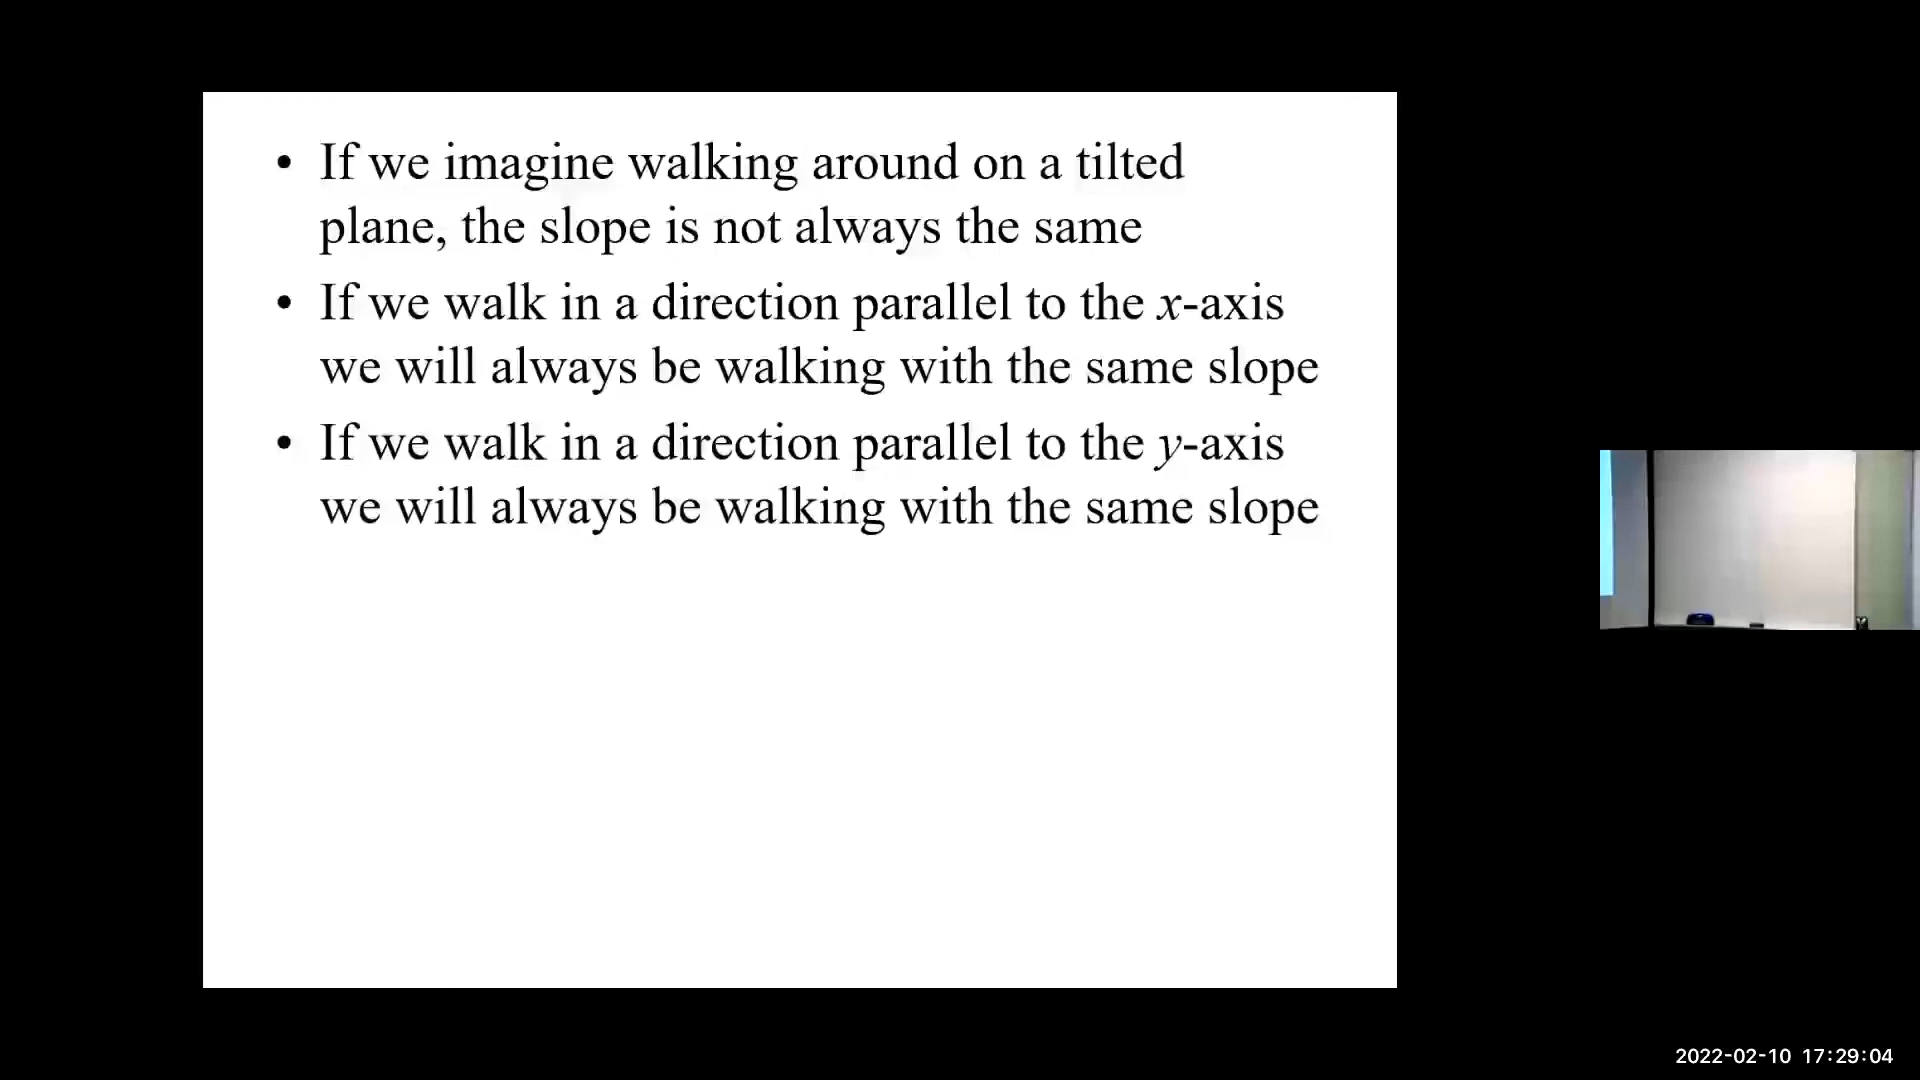 • If we imagine walking around on a tilted
plane, the slope is not always the same
• If we walk in a direction parallel to the x-axis
we will always be walking with the same slope
• If we walk in a direction parallel to the y-axis
we will always be walking with the same slope
2022-02-10 17:29:04